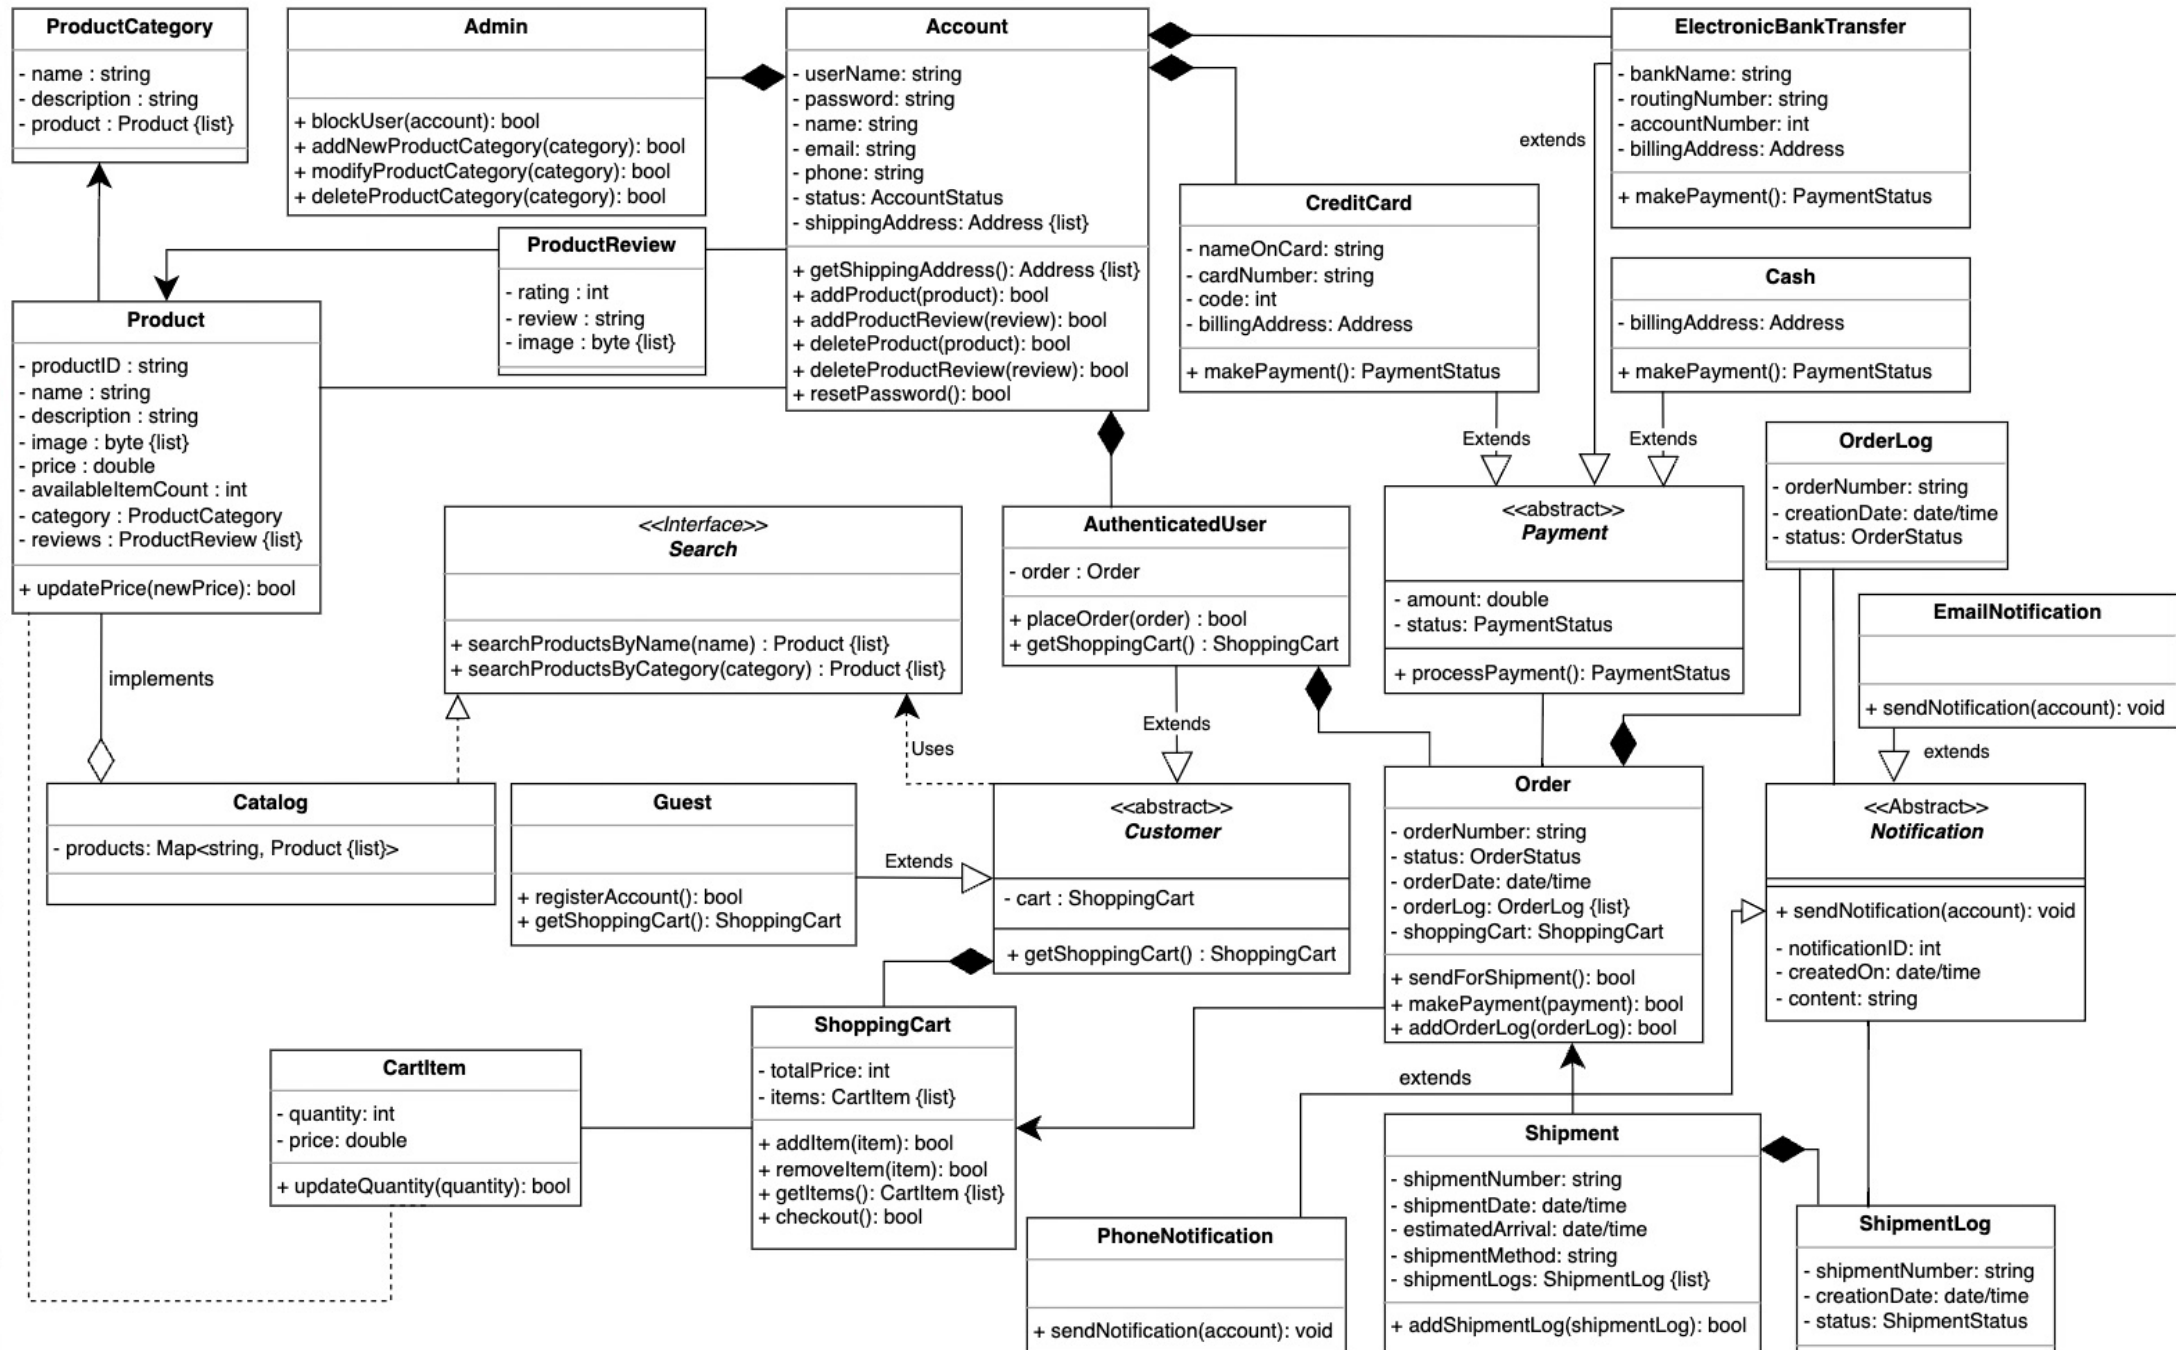 ProductCategory
- name : string
- description : string
- product : Product {list}
Admin
+ blockUser(account): bool
+ addNewProductCategory(category): bool
+ modifyProductCategory(category): bool
+ deleteProductCategory(category): bool
Account
- userName: string
- password: string
- name: string
- email: string
- phone: string
- status: AccountStatus
- shippingAddress: Address {list}
+ getShippingAddress(): Address {list}
+ addProduct(product): bool
+ addProductReview(review): bool
+ deleteProduct(product): bool
+ deleteProductReview(review): bool
+ resetPassword(): bool
ElectronicBankTransfer
- bankName: string
- routingNumber: string
- accountNumber: int
- billingAddress: Address
+ makePayment(): PaymentStatus
extends
CreditCard
- nameOnCard: string
- cardNumber: string
- code: int
- billingAddress: Address
+ makePayment(): PaymentStatus
Extends
Cash
- billingAddress: Address
+ makePayment(): PaymentStatus
Extends
ProductReview
- rating : int
- review : string
- image : byte {list}
Product
- productID : string
- name : string
- description : string
- image : byte {list}
- price : double
- availableItemCount : int
- category : ProductCategory
- reviews : ProductReview {list}
+ updatePrice(newPrice): bool
implements
<<Interface>>
Search
+ searchProductsByName(name) : Product {list}
+ searchProductsByCategory(category) : Product {list}
Uses
AuthenticatedUser
- order : Order
+ placeOrder(order) : bool
+ getShoppingCart() : ShoppingCart
Extends
<<abstract>>
Payment
- amount: double
- status: PaymentStatus
+ processPayment(): PaymentStatus
OrderLog
- orderNumber: string
- creationDate: date/time
- status: OrderStatus
EmailNotification
+ sendNotification(account): void
extends
Catalog
- products: Map<string, Product {list}>
Guest
+ registerAccount(): bool
+ getShoppingCart(): ShoppingCart
Extends
<<abstract>>
Customer
- cart : ShoppingCart
+ getShoppingCart() : ShoppingCart
Order
- orderNumber: string
- status: OrderStatus
- orderDate: date/time
- orderLog: OrderLog {list}
- shoppingCart: ShoppingCart
+ sendForShipment(): bool
+ makePayment(payment): bool
+ addOrderLog(orderLog): bool
<<Abstract>>
Notification
+ sendNotification(account): void
- notificationID: int
- createdOn: date/time
- content: string
extends
CartItem
- quantity: int
- price: double
+ updateQuantity(quantity): bool
ShoppingCart
- totalPrice: int
- items: CartItem {list}
+ addItem(item): bool
+ removeItem(item): bool
+ getItems(): CartItem {list}
+ checkout(): bool
PhoneNotification
+ sendNotification(account): void
Shipment
- shipmentNumber: string
- shipmentDate: date/time
- estimatedArrival: date/time
- shipmentMethod: string
- shipmentLogs: ShipmentLog {list}
+ addShipmentLog(shipmentLog): bool
ShipmentLog
- shipmentNumber: string
- creationDate: date/time
- status: ShipmentStatus